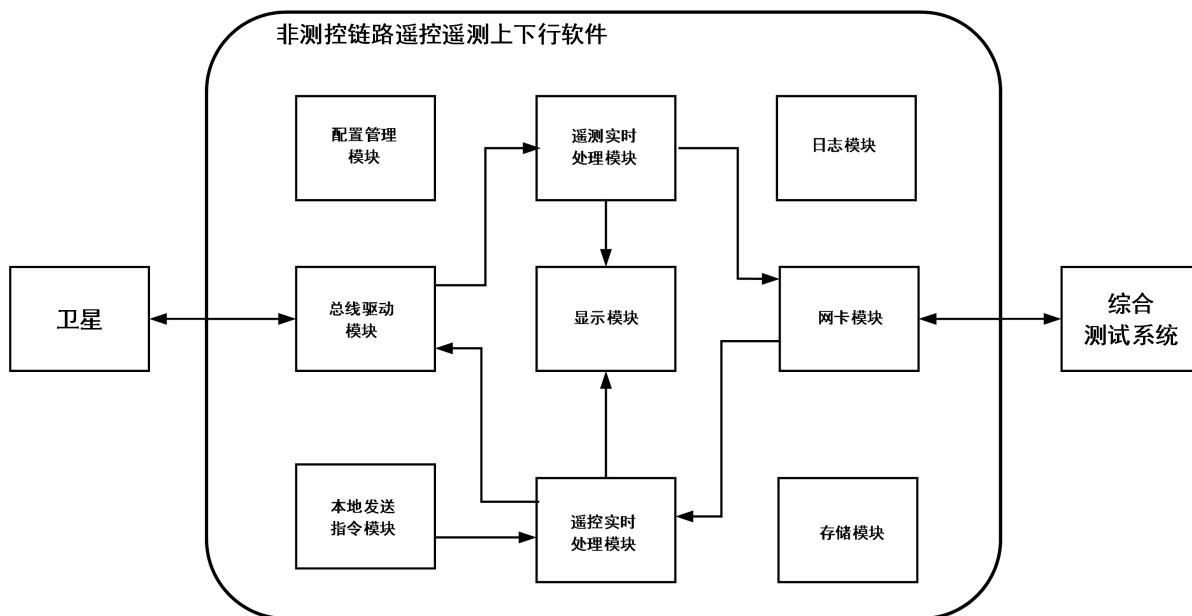 非测控链路遥控遥测上下行软件
配置管理
模块
遥测实时
处理模块
日志模块
卫星
总线驱动
模块
显示模块
网卡模块
综合
测试系统
本地发送
指令模块
遥控实时
处理模块
存储模块